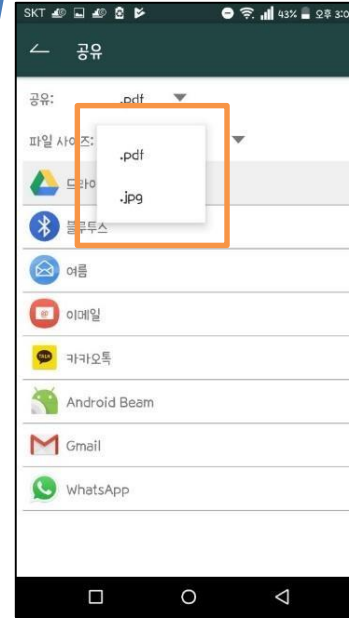 SKT 43% 오후 3:0
공유
공유: .pdf
파일 사이즈:
.pdf
.jpg
블루투스
여름
이메일
카카오톡
Android Beam
Gmail
WhatsApp